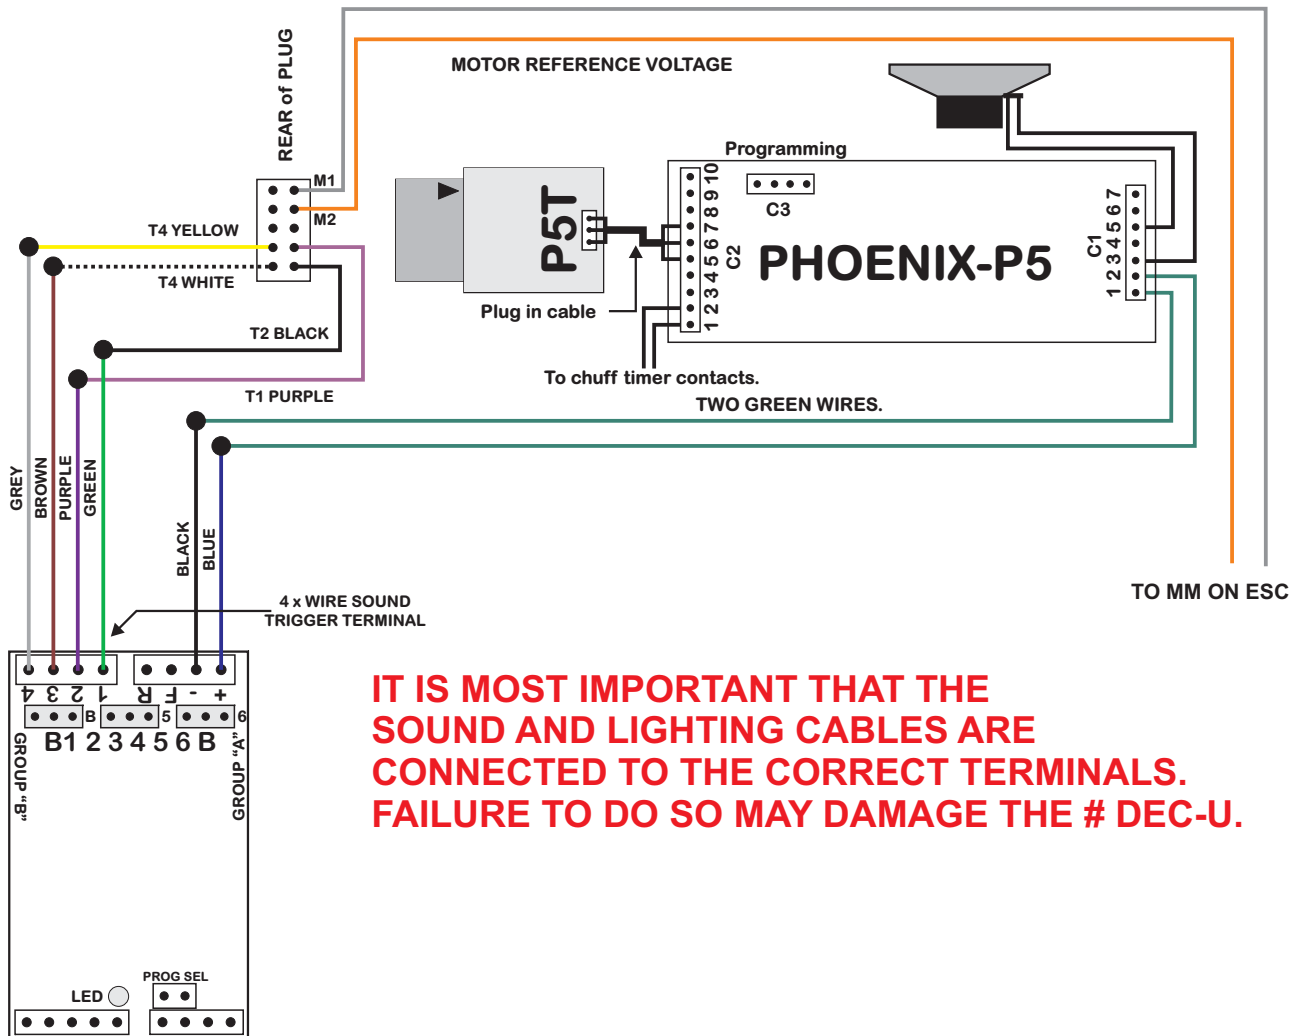 REAR of PLUG
MOTOR REFERENCE VOLTAGE
M1
M2
Programming
C3
P5T
10
9
8
7
6
5
4
3
2
1
C2
PHOENIX-P5
C1
7
6
5
4
3
2
1
T4 YELLOW
T4 WHITE
Plug in cable
T2 BLACK
To chuff timer contacts.
T1 PURPLE
TWO GREEN WIRES.
GREY
BROWN
PURPLE
GREEN
BLACK
BLUE
TO MM ON ESC
4 x WIRE SOUND
TRIGGER TERMINAL
4 3 2 1 R F - +
B 5 6
B1 2 3 4 5 6 B
GROUP “B”
GROUP “A”
IT IS MOST IMPORTANT THAT THE
SOUND AND LIGHTING CABLES ARE
CONNECTED TO THE CORRECT TERMINALS.
FAILURE TO DO SO MAY DAMAGE THE # DEC-U.
PROG SEL
LED